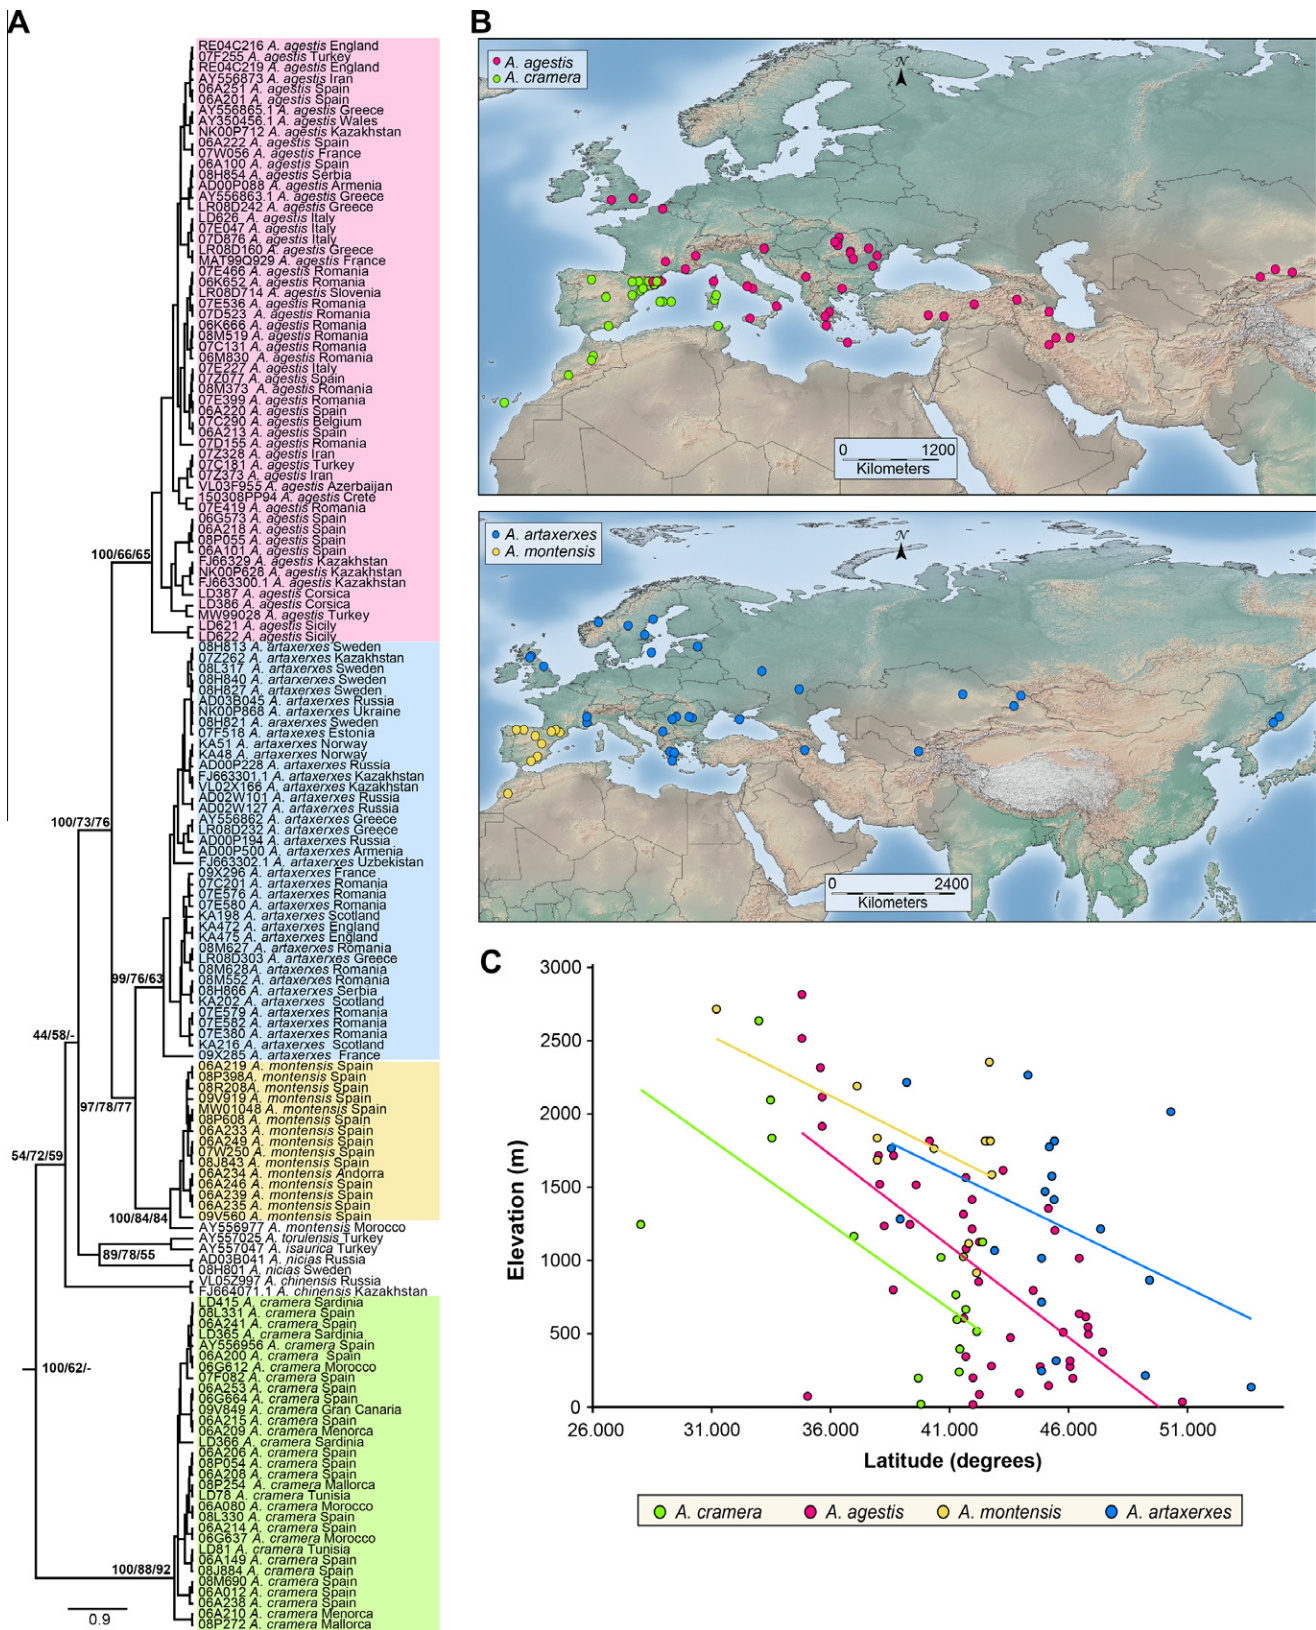 A
RE04C216 A. agestis England
07F255 A. agestis Turkey
RE04C219 A. agestis England
AY556873 A. agestis Iran
06A251 A. agestis Spain
06A201 A. agestis Spain
AY556865.1 A. agestis Greece
AY350456.1 A. agestis Wales
NK00P712 A. agestis Kazakhstan
06A222 A. agestis Spain
07W056 A. agestis France
06A100 A. agestis Spain
08H854 A. agestis Serbia
AD00P088 A. agestis Armenia
AY556863.1 A. agestis Greece
LR08D242 A. agestis Greece
LD626 A. agestis Italy
07E047 A. agestis Italy
07D876 A. agestis Italy
LR08D160 A. agestis Greece
MAT99Q929 A. agestis France
07E466 A. agestis Romania
06K652 A. agestis Romania
LR08D714 A. agestis Slovenia
07E536 A. agestis Romania
07D523 A. agestis Romania
06K666 A. agestis Romania
08M519 A. agestis Romania
07C131 A. agestis Romania
06M830 A. agestis Romania
07E227 A. agestis Italy
07Z077 A. agestis Spain
08M373 A. agestis Romania
07E399 A. agestis Romania
06A220 A. agestis Spain
07C290 A. agestis Belgium
06A213 A. agestis Spain
07D155 A. agestis Romania
07Z328 A. agestis Iran
07C181 A. agestis Turkey
07Z373 A. agestis Iran
VL03F955 A. agestis Azerbaijan
150308PP94 A. agestis Crete
07E419 A. agestis Romania
06G573 A. agestis Spain
06A218 A. agestis Spain
08P055 A. agestis Spain
06A101 A. agestis Spain
FJ66329 A. agestis Kazakhstan
NK00P628 A. agestis Kazakhstan
FJ663300.1 A. agestis Kazakhstan
LD387 A. agestis Corsica
LD386 A. agestis Corsica
MW99028 A. agestis Turkey
LD621 A. agestis Sicily
LD622 A. agestis Sicily
08H813 A. artaxerxes Sweden
07Z262 A. artaxerxes Kazakhstan
08L317 A. artaxerxes Sweden
08H840 A. artaxerxes Sweden
08H827 A. artaxerxes Sweden
AD03B045 A. artaxerxes Russia
NK00P868 A. artaxerxes Ukraine
08H821 A. araxerxes Sweden
07F518 A. artaxerxes Estonia
KA51 A. artaxerxes Norway
KA48 A. artaxerxes Norway
AD00P228 A. artaxerxes Russia
FJ663301.1 A. artaxerxes Kazakhstan
VL02X166 A. artaxerxes Kazakhstan
AD02W101 A. artaxerxes Russia
AD02W127 A. artaxerxes Russia
AY556862 A. artaxerxes Greece
LR08D232 A. artaxerxes Greece
AD00P194 A. artaxerxes Russia
AD00P500 A. artaxerxes Armenia
FJ663302.1 A. artaxerxes Uzbekistan
09X296 A. artaxerxes France
07C201 A. artaxerxes Romania
07E576 A. artaxerxes Romania
07E580 A. artaxerxes Romania
KA198 A. artaxerxes Scotland
KA472 A. artaxerxes England
KA475 A. artaxerxes England
08M627 A. artaxerxes Romania
LR08D303 A. artaxerxes Greece
08M628 A. artaxerxes Romania
08M552 A. artaxerxes Romania
08H866 A. artaxerxes Serbia
KA202 A. artaxerxes Scotland
07E579 A. artaxerxes Romania
07E582 A. artaxerxes Romania
07E380 A. artaxerxes Romania
KA216 A. artaxerxes Scotland
09X285 A. artaxerxes France
06A219 A. montensis Spain
08P398 A. montensis Spain
08R208 A. montensis Spain
09V919 A. montensis Spain
MW01048 A. montensis Spain
08P608 A. montensis Spain
06A233 A. montensis Spain
06A249 A. montensis Spain
07W250 A. montensis Spain
08J843 A. montensis Spain
06A234 A. montensis Andorra
06A246 A. montensis Spain
06A239 A. montensis Spain
06A235 A. montensis Spain
09V560 A. montensis Spain
AY556977 A. montensis Morocco
AY557025 A. torulensis Turkey
AY557047 A. isaurica Turkey
AD03B041 A. nicias Russia
08H801 A. nicias Sweden
VL05Z997 A. chinensis Russia
FJ664071.1 A. chinensis Kazakhstan
LD415 A. cramera Sardinia
08L331 A. cramera Spain
06A241 A. cramera Spain
LD365 A. cramera Sardinia
AY556956 A. cramera Spain
06A200 A. cramera Spain
06G612 A. cramera Morocco
07F082 A. cramera Spain
06A253 A. cramera Spain
06G664 A. cramera Spain
09V849 A. cramera Gran Canaria
06A215 A. cramera Spain
06A209 A. cramera Menorca
LD366 A. cramera Sardinia
06A206 A. cramera Spain
08P054 A. cramera Spain
06A208 A. cramera Spain
08P254 A. cramera Mallorca
LD78 A. cramera Tunisia
06A080 A. cramera Morocco
08L330 A. cramera Spain
06A214 A. cramera Spain
06G637 A. cramera Morocco
LD81 A. cramera Tunisia
06A149 A. cramera Spain
08J884 A. cramera Spain
08M690 A. cramera Spain
06A012 A. cramera Spain
06A238 A. cramera Spain
06A210 A. cramera Menorca
08P272 A. cramera Mallorca
100/66/65
100/73/76
99/76/63
44/58/-
97/78/77
54/72/59
100/84/84
89/78/55
100/62/-
100/88/92
0.9
B
A. agestis
A. cramera
N
0 1200
Kilometers
A. artaxerxes
A. montensis
N
0 2400
Kilometers
C
3000
2500
2000
1500
1000
500
0
Elevation (m)
26.000 31.000 36.000 41.000 46.000 51.000
Latitude (degrees)
A. cramera A. agestis A. montensis A. artaxerxes